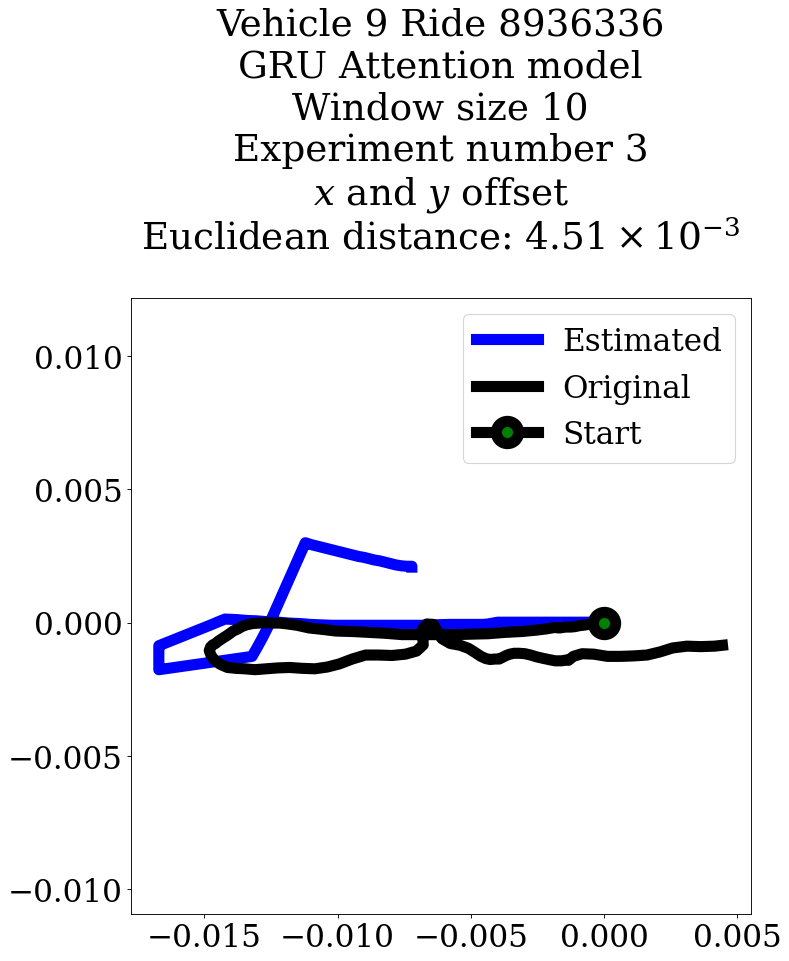 Vehicle 9 Ride 8936336
GRU Attention model
Window size 10
Experiment number 3
x and y offset
Euclidean distance: 4.51 × 10⁻³
Estimated
Original
Start
0.010
0.005
0.000
−0.005
−0.010
−0.015 −0.010 −0.005 0.000 0.005